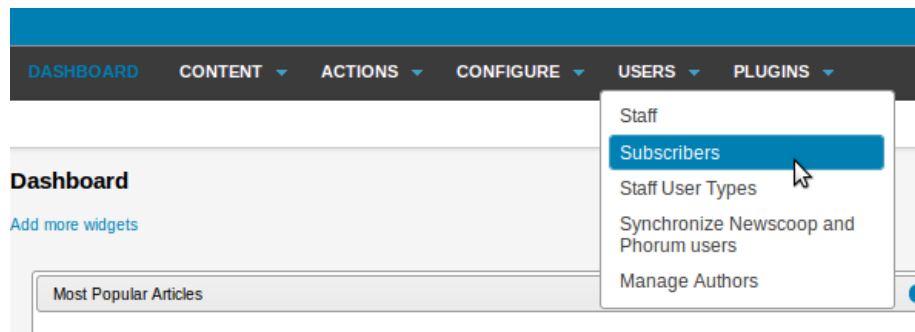 DASHBOARD CONTENT ACTIONS CONFIGURE USERS PLUGINS
Staff
Subscribers
Staff User Types
Synchronize Newscoop and
Phorum users
Manage Authors
Dashboard
Add more widgets
Most Popular Articles